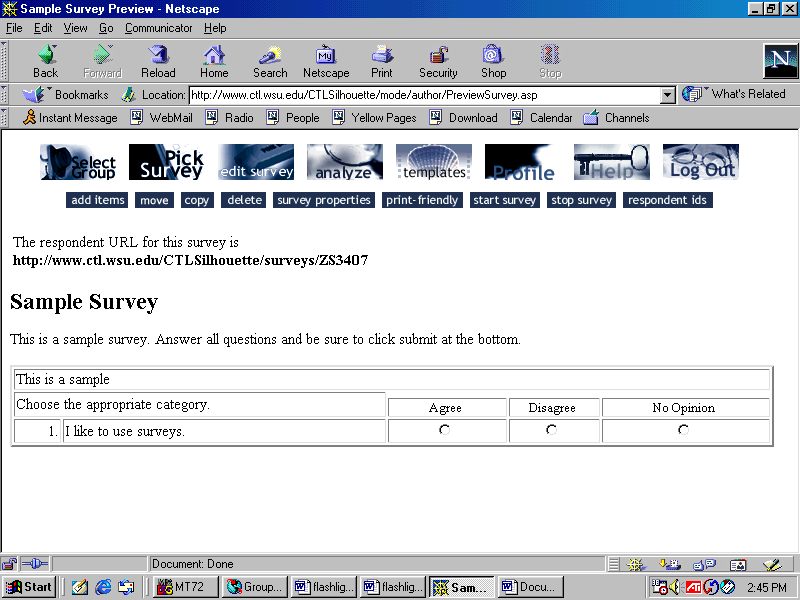 Sample Survey Preview - Netscape
File Edit View Go Communicator Help
Back Forward Reload Home Search Netscape Print Security Shop Stop
My
N
Bookmarks Location: http://www.ctl.wsu.edu/CTLSilhouette/mode/author/PreviewSurvey.asp What's Related
Instant Message WebMail Radio People Yellow Pages Download Calendar Channels
Select Group Pick Survey edit survey analyze templates Profile Help Log Out
add items move copy delete survey properties print-friendly start survey stop survey respondent ids
The respondent URL for this survey is
http://www.ctl.wsu.edu/CTLSilhouette/surveys/ZS3407
Sample Survey
This is a sample survey. Answer all questions and be sure to click submit at the bottom.
This is a sample
Choose the appropriate category. Agree Disagree No Opinion
1. I like to use surveys.
Document: Done
Start MT72 Group... flashlig... flashlig... Sam... Docu... 2:45 PM